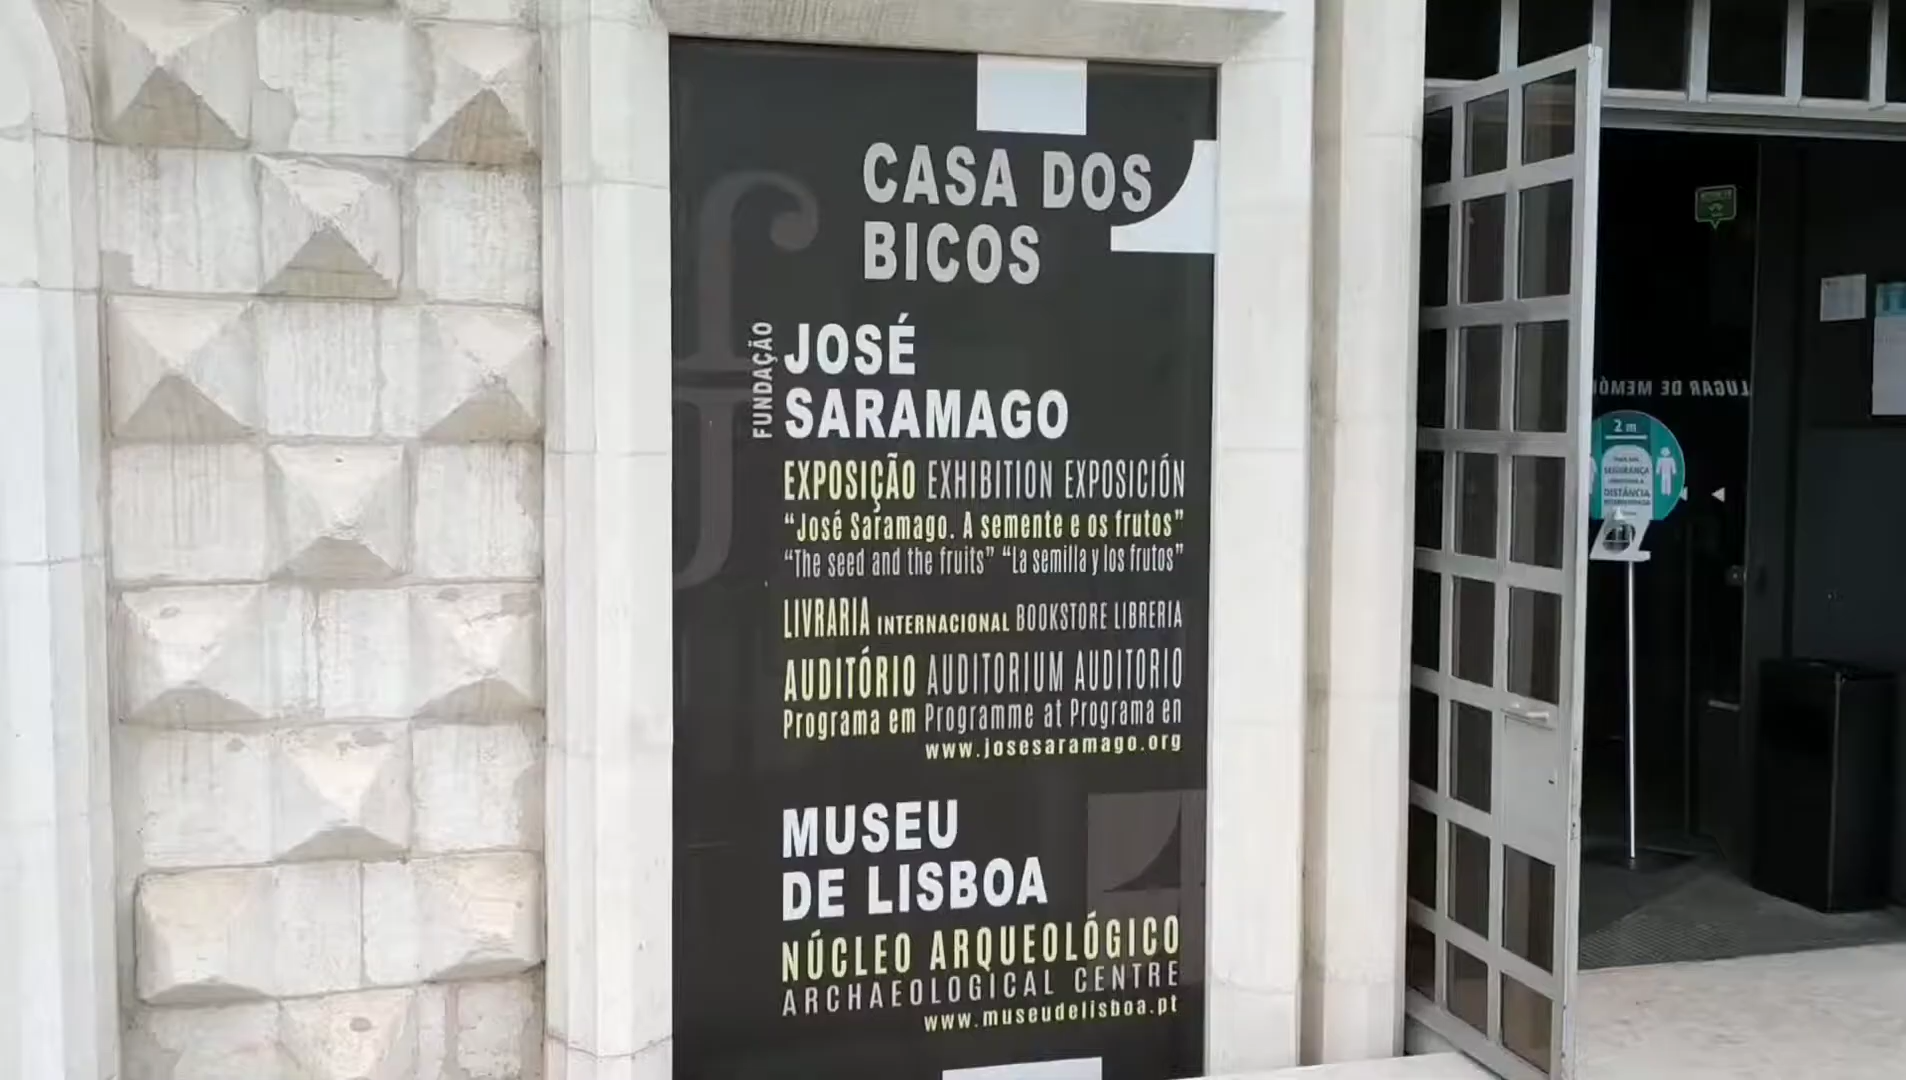 CASA DOS
BICOS
FUNDAÇÃO
JOSÉ
SARAMAGO
EXPOSIÇÃO EXHIBITION EXPOSICIÓN
“José Saramago. A semente e os frutos”
“The seed and the fruits” “La semilla y los frutos”
LIVRARIA INTERNACIONAL BOOKSTORE LIBRERIA
AUDITÓRIO AUDITORIUM AUDITORIO
Programa em Programme at Programa en
www.josesaramago.org
MUSEU
DE LISBOA
NÚCLEO ARQUEOLÓGICO
ARCHAEOLOGICAL CENTRE
www.museudelisboa.pt
LUGAR DE
2 m
SEGURANÇA
DISTÂNCIA